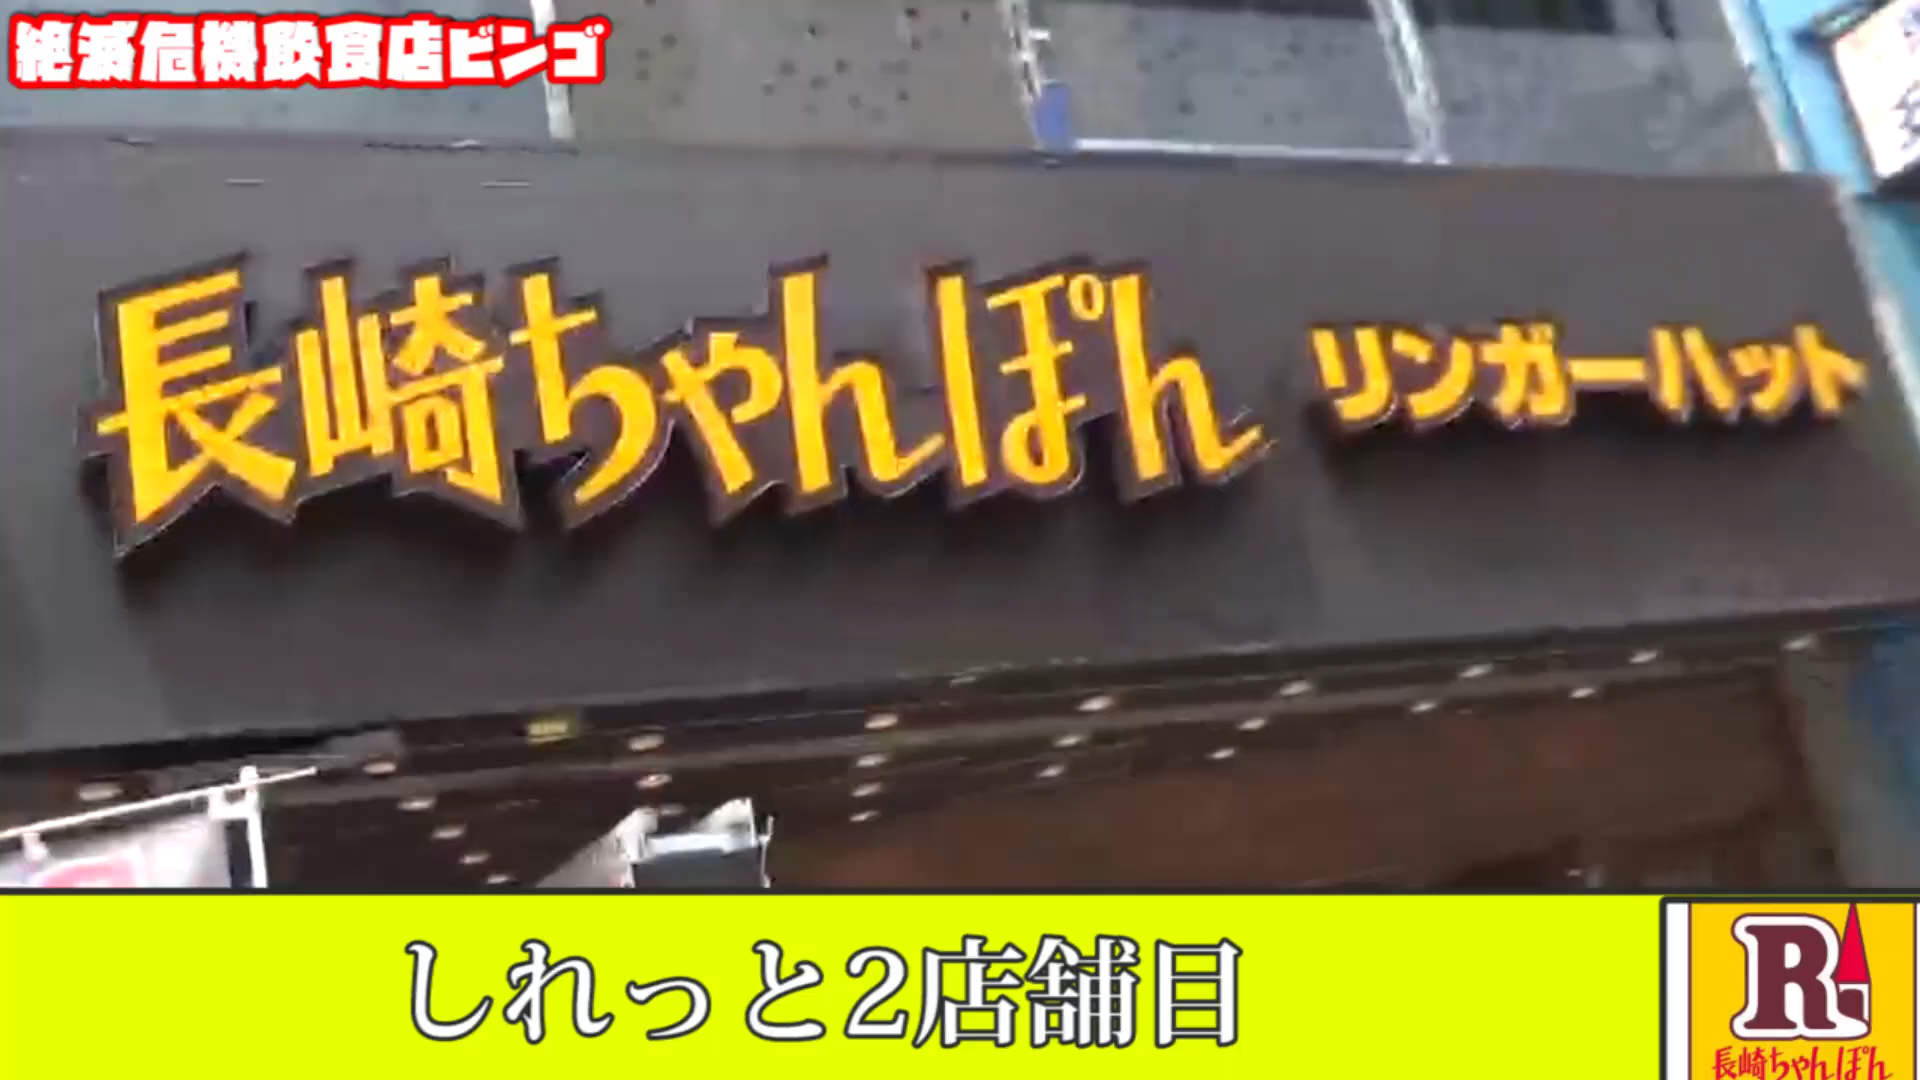 絶滅危機飲食店ビンゴ
長崎ちゃんぽん リンガーハット
しれっと2店舗目
R
長崎ちゃんぽん